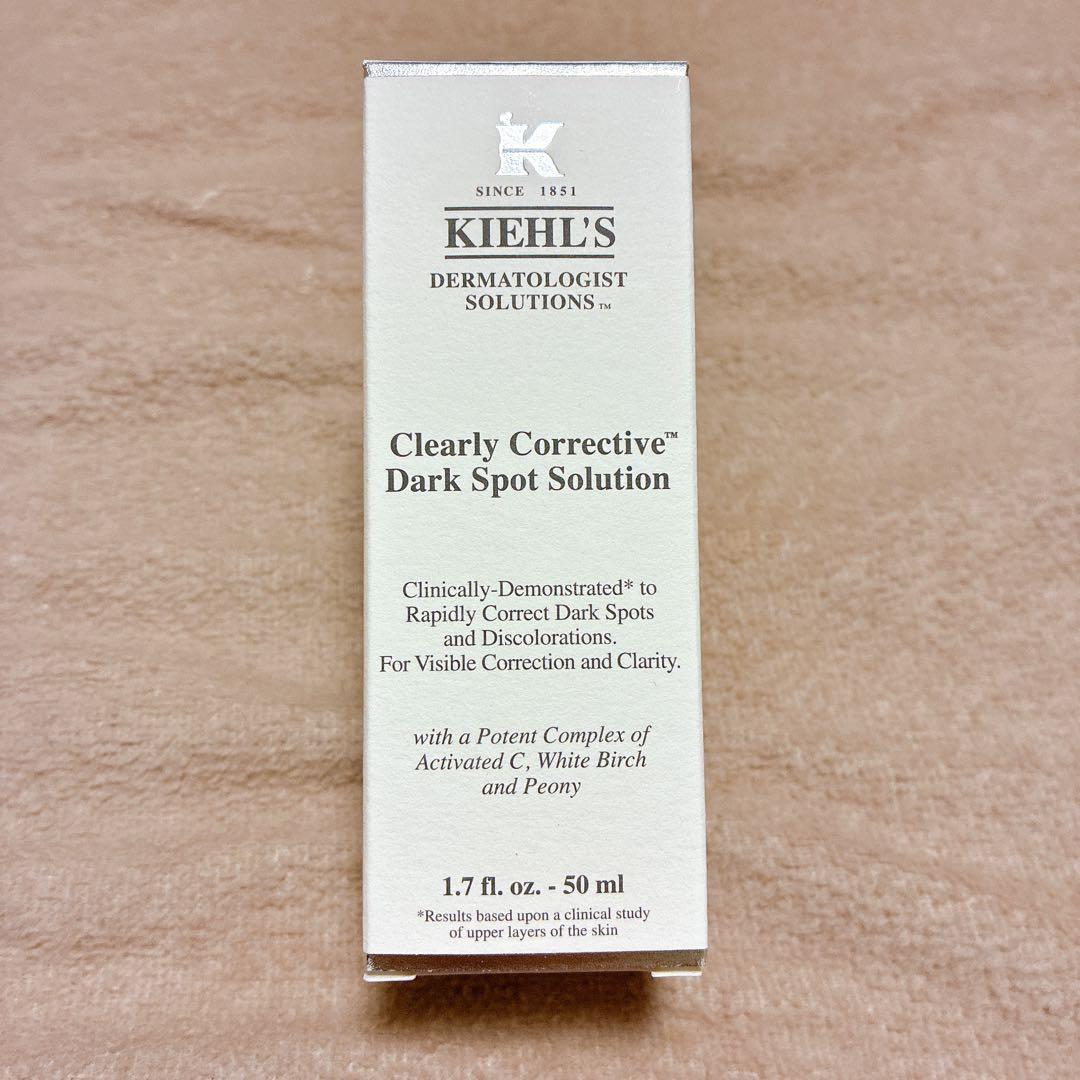 K
SINCE 1851
KIEHL'S
DERMATOLOGIST
SOLUTIONS™
Clearly Corrective™
Dark Spot Solution
Clinically-Demonstrated* to
Rapidly Correct Dark Spots
and Discolorations.
For Visible Correction and Clarity.
with a Potent Complex of
Activated C, White Birch
and Peony
1.7 fl. oz. - 50 ml
*Results based upon a clinical study
of upper layers of the skin